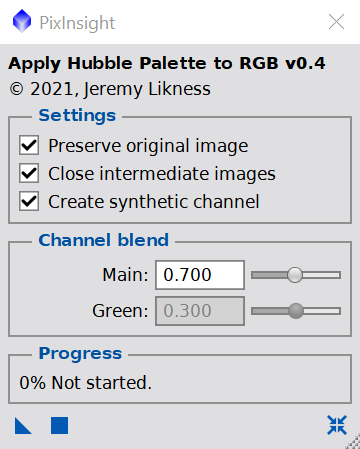 PixInsight
Apply Hubble Palette to RGB v0.4
© 2021, Jeremy Likness
Settings
Preserve original image
Close intermediate images
Create synthetic channel
Channel blend
Main: 0.700
Green: 0.300
Progress
0% Not started.